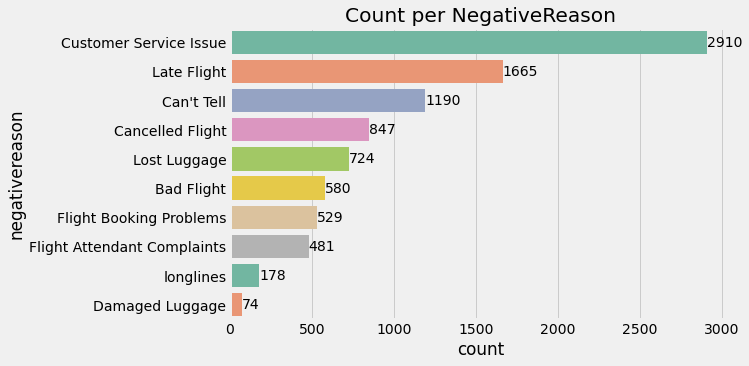 Count per NegativeReason
negativereason
Customer Service Issue 2910
Late Flight 1665
Can't Tell 1190
Cancelled Flight 847
Lost Luggage 724
Bad Flight 580
Flight Booking Problems 529
Flight Attendant Complaints 481
longlines 178
Damaged Luggage 74
0 500 1000 1500 2000 2500 3000
count